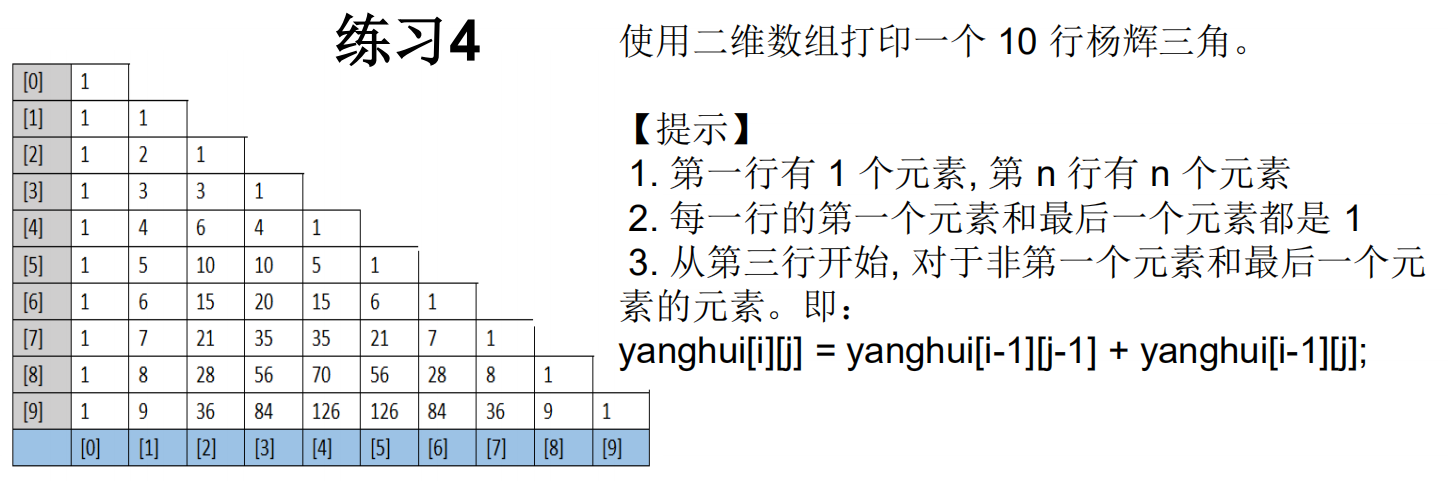 练习4
[0] 1
[1] 1 1
[2] 1 2 1
[3] 1 3 3 1
[4] 1 4 6 4 1
[5] 1 5 10 10 5 1
[6] 1 6 15 20 15 6 1
[7] 1 7 21 35 35 21 7 1
[8] 1 8 28 56 70 56 28 8 1
[9] 1 9 36 84 126 126 84 36 9 1
[0] [1] [2] [3] [4] [5] [6] [7] [8] [9]
使用二维数组打印一个 10 行杨辉三角。
【提示】
1. 第一行有 1 个元素, 第 n 行有 n 个元素
2. 每一行的第一个元素和最后一个元素都是 1
3. 从第三行开始, 对于非第一个元素和最后一个元
素的元素。即：
yanghui[i][j] = yanghui[i-1][j-1] + yanghui[i-1][j];